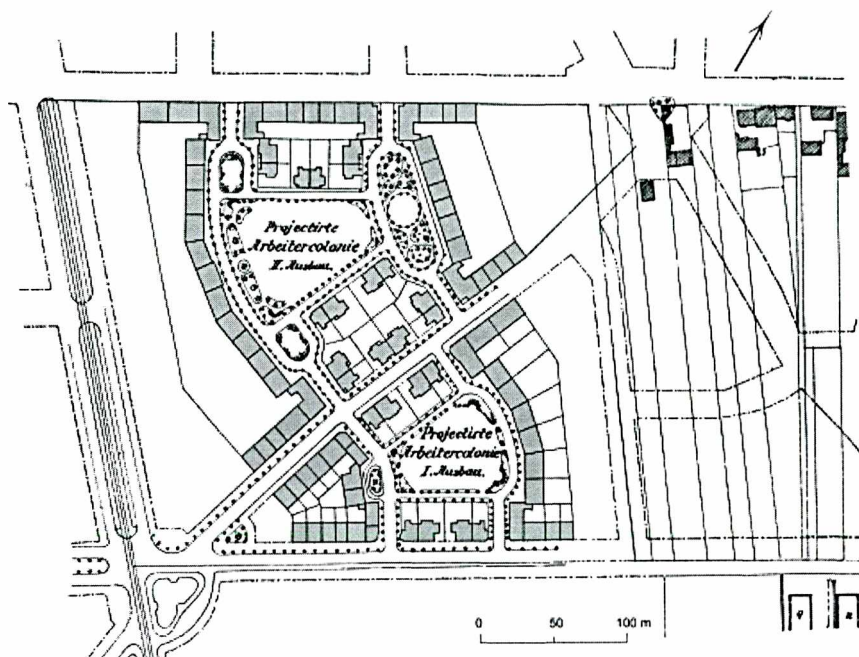 Projectirte
Arbeitercolonie
II. Ausbau.
Projectirte
Arbeitercolonie
I. Ausbau.
0 50 100 m